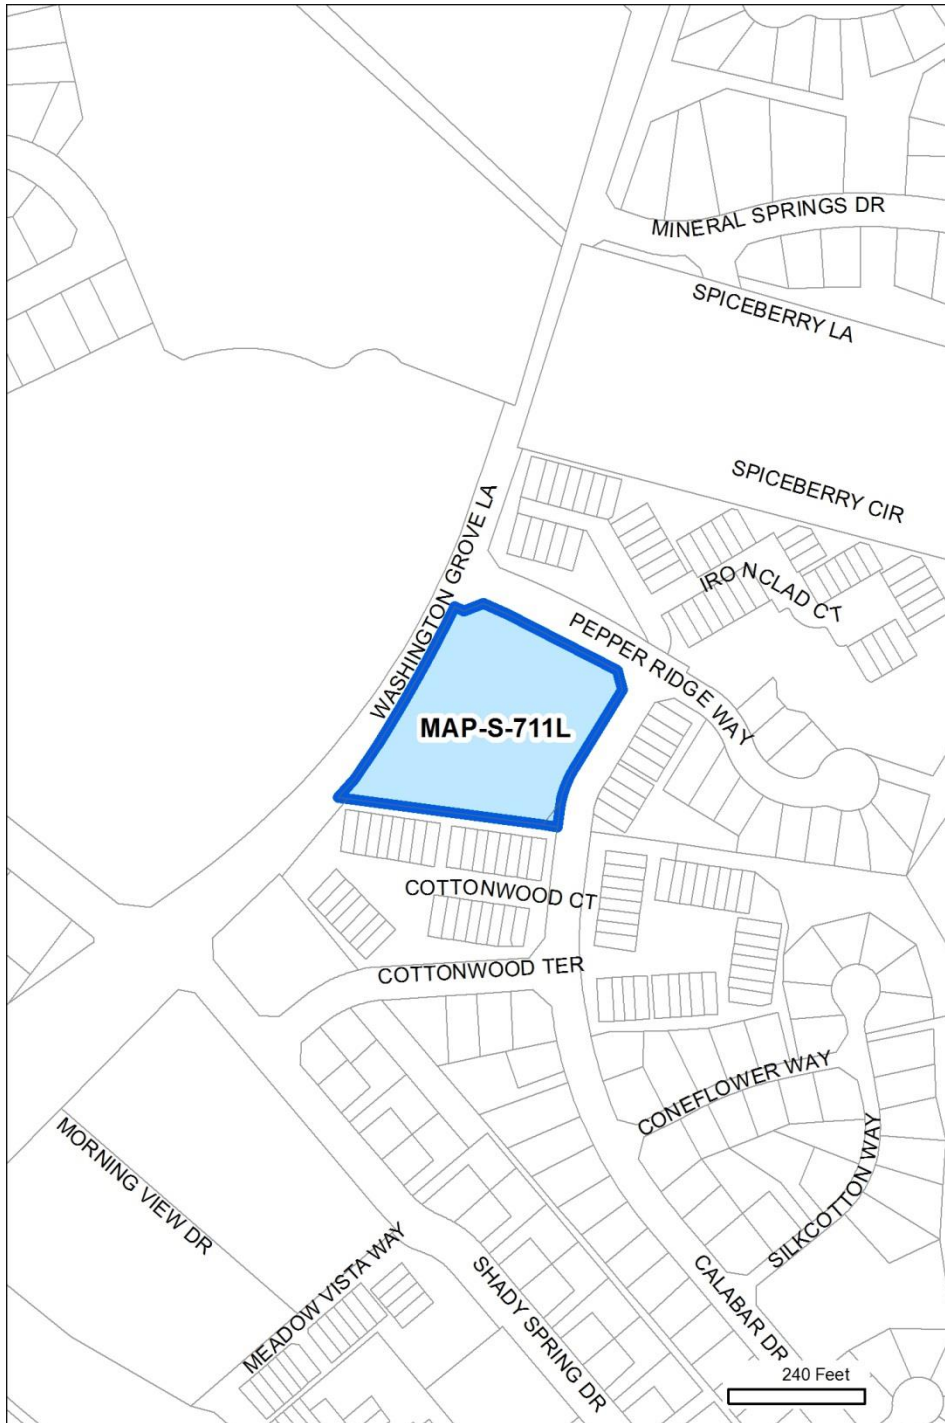 MINERAL SPRINGS DR
SPICEBERRY LA
SPICEBERRY CIR
WASHINGTON GROVE LA
IRO NCLAD CT
PEPPER RIDGE WAY
MAP-S-711L
COTTONWOOD CT
COTTONWOOD TER
CONEFLOWER WAY
MORNING VIEW DR
SILKCOTTON WAY
MEADOW VISTA WAY
SHADY SPRING DR
CALABAR DR
240 Feet